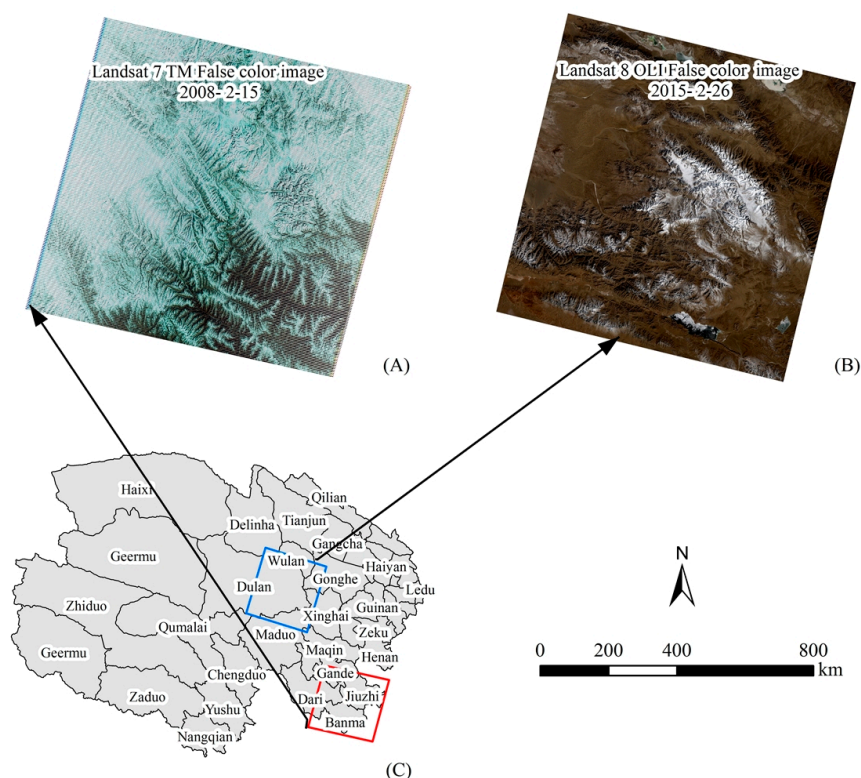 Landsat 7 TM False color image
2008- 2-15
Landsat 8 OLI False color image
2015- 2-26
(A)
(B)
Haixi
Qilian
Delinha
Tianjun
Gangcha
Geermu
Wulan
Haiyan
Gonghe
Dulan
Ledu
Zhiduo
Guinan
Xinghai
Qumalai
Zeku
Maduo
Geermu
Maqin
Henan
Chengduo
Gande
Zaduo
Dari
Jiuzhi
Yushu
Banma
Nangqian
(C)
N
0 200 400 800
km